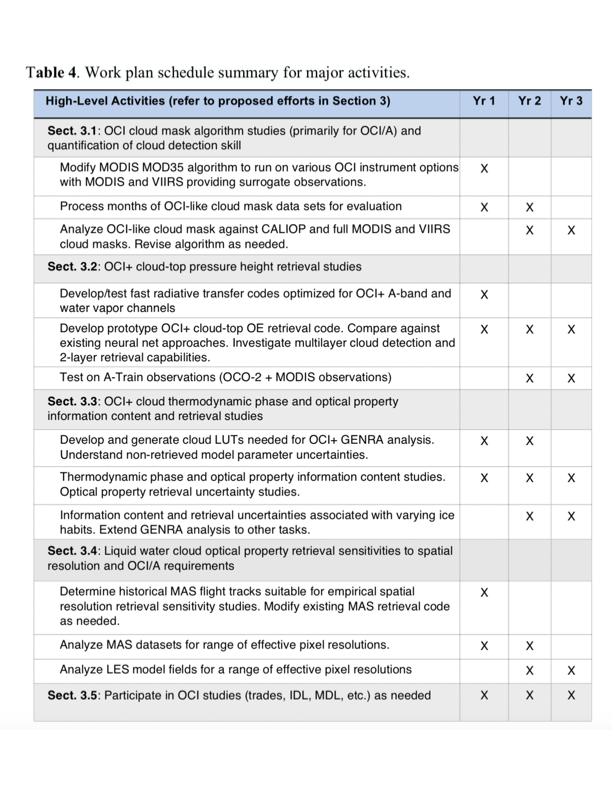 Table 4. Work plan schedule summary for major activities.
High-Level Activities (refer to proposed efforts in Section 3) Yr 1 Yr 2 Yr 3
Sect. 3.1: OCI cloud mask algorithm studies (primarily for OCI/A) and
quantification of cloud detection skill
Modify MODIS MOD35 algorithm to run on various OCI instrument options X
with MODIS and VIIRS providing surrogate observations.
Process months of OCI-like cloud mask data sets for evaluation X X
Analyze OCI-like cloud mask against CALIOP and full MODIS and VIIRS X X
cloud masks. Revise algorithm as needed.
Sect. 3.2: OCI+ cloud-top pressure height retrieval studies
Develop/test fast radiative transfer codes optimized for OCI+ A-band and X
water vapor channels
Develop prototype OCI+ cloud-top OE retrieval code. Compare against X X X
existing neural net approaches. Investigate multilayer cloud detection and
2-layer retrieval capabilities.
Test on A-Train observations (OCO-2 + MODIS observations) X X
Sect. 3.3: OCI+ cloud thermodynamic phase and optical property
information content and retrieval studies
Develop and generate cloud LUTs needed for OCI+ GENRA analysis. X X
Understand non-retrieved model parameter uncertainties.
Thermodynamic phase and optical property information content studies. X X X
Optical property retrieval uncertainty studies.
Information content and retrieval uncertainties associated with varying ice X X
habits. Extend GENRA analysis to other tasks.
Sect. 3.4: Liquid water cloud optical property retrieval sensitivities to spatial
resolution and OCI/A requirements
Determine historical MAS flight tracks suitable for empirical spatial X
resolution retrieval sensitivity studies. Modify existing MAS retrieval code
as needed.
Analyze MAS datasets for range of effective pixel resolutions. X X
Analyze LES model fields for a range of effective pixel resolutions X X
Sect. 3.5: Participate in OCI studies (trades, IDL, MDL, etc.) as needed X X X